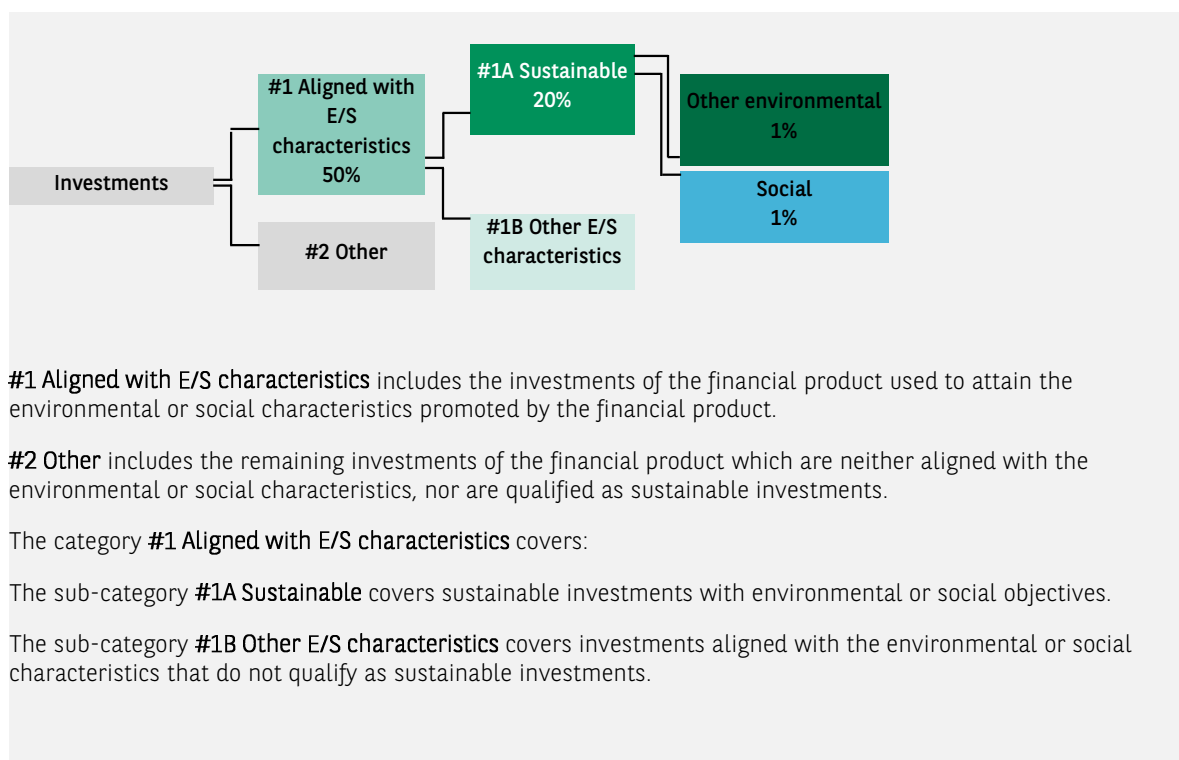 Investments
#1 Aligned with
E/S
characteristics
50%
#2 Other
#1A Sustainable
20%
#1B Other E/S
characteristics
Other environmental
1%
Social
1%
#1 Aligned with E/S characteristics includes the investments of the financial product used to attain the
environmental or social characteristics promoted by the financial product.
#2 Other includes the remaining investments of the financial product which are neither aligned with the
environmental or social characteristics, nor are qualified as sustainable investments.
The category #1 Aligned with E/S characteristics covers:
The sub-category #1A Sustainable covers sustainable investments with environmental or social objectives.
The sub-category #1B Other E/S characteristics covers investments aligned with the environmental or social
characteristics that do not qualify as sustainable investments.